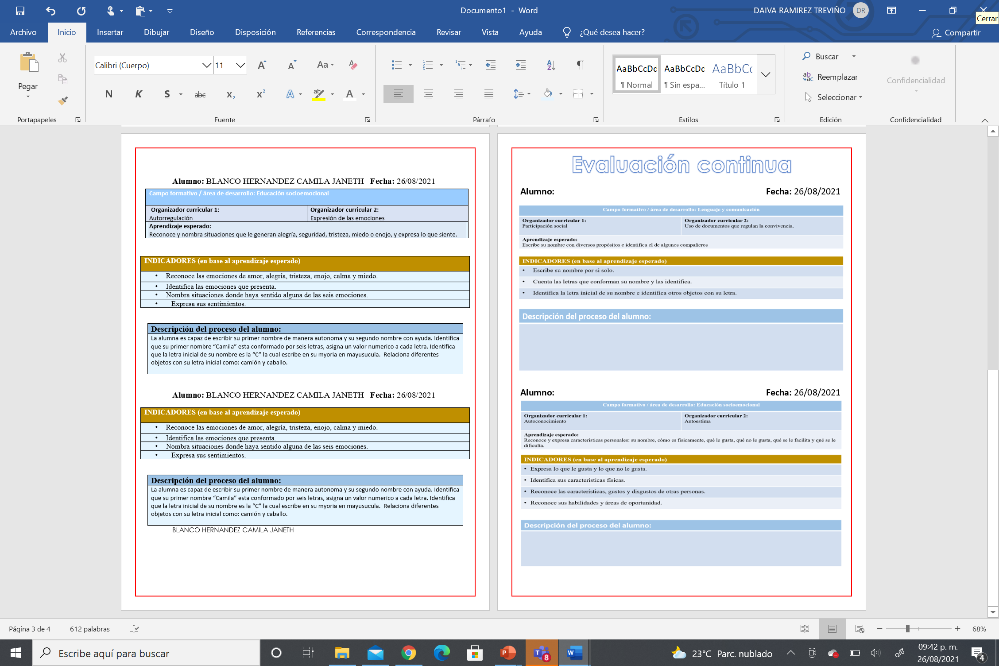 Documento1 - Word
DAIVA RAMIREZ TREVIÑO
DR
Cerrar
Archivo
Inicio
Insertar
Dibujar
Diseño
Disposición
Referencias
Correspondencia
Revisar
Vista
Ayuda
¿Qué desea hacer?
Compartir
Pegar
Calibri (Cuerpo)
11
Aa
N K S abc x₂ x²
AaBbCcDc AaBbCcDc AaBbCc
¶ Normal ¶ Sin espa... Título 1
Buscar
Reemplazar
Seleccionar
Confidencialidad
Portapapeles
Fuente
Párrafo
Estilos
Edición
Confidencialidad
Alumno: BLANCO HERNANDEZ CAMILA JANETH Fecha: 26/08/2021
Campo formativo / área de desarrollo: Educación socioemocional
Organizador curricular 1:
Autorregulación
Organizador curricular 2:
Expresión de las emociones
Aprendizaje esperado:
Reconoce y nombra situaciones que le generan alegría, seguridad, tristeza, miedo o enojo, y expresa lo que siente.
INDICADORES (en base al aprendizaje esperado)
• Reconoce las emociones de amor, alegría, tristeza, enojo, calma y miedo.
• Identifica las emociones que presenta.
• Nombra situaciones donde haya sentido alguna de las seis emociones.
• Expresa sus sentimientos.
Descripción del proceso del alumno:
La alumna es capaz de escribir su primer nombre de manera autonoma y su segundo nombre con ayuda. Identifica
que su primer nombre “Camila” esta conformado por seis letras, asigna un valor numerico a cada letra. Identifica
que la letra inicial de su nombre es la “C” la cual escribe en su myoria en mayusucula. Relaciona diferentes
objetos con su letra inicial como: camión y caballo.
Alumno: BLANCO HERNANDEZ CAMILA JANETH Fecha: 26/08/2021
INDICADORES (en base al aprendizaje esperado)
• Reconoce las emociones de amor, alegría, tristeza, enojo, calma y miedo.
• Identifica las emociones que presenta.
• Nombra situaciones donde haya sentido alguna de las seis emociones.
• Expresa sus sentimientos.
Descripción del proceso del alumno:
La alumna es capaz de escribir su primer nombre de manera autonoma y su segundo nombre con ayuda. Identifica
que su primer nombre “Camila” esta conformado por seis letras, asigna un valor numerico a cada letra. Identifica
que la letra inicial de su nombre es la “C” la cual escribe en su myoria en mayusucula. Relaciona diferentes
objetos con su letra inicial como: camión y caballo.
BLANCO HERNANDEZ CAMILA JANETH
Evaluación continua
Alumno: Fecha: 26/08/2021
Campo formativo / área de desarrollo: Lenguaje y comunicación
Organizador curricular 1:
Participación social
Organizador curricular 2:
Uso de documentos que regulan la convivencia.
Aprendizaje esperado:
Escribe su nombre con diversos propósitos e identifica el de algunos compañeros
INDICADORES (en base al aprendizaje esperado)
• Escribe su nombre por si solo.
• Cuenta las letras que conforman su nombre y las identifica.
• Identifica la letra inicial de su nombre e identifica otros objetos con su letra.
Descripción del proceso del alumno:
Alumno: Fecha: 26/08/2021
Campo formativo / área de desarrollo: Educación socioemocional
Organizador curricular 1:
Autoconocimiento
Organizador curricular 2:
Autoestima
Aprendizaje esperado:
Reconoce y expresa características personales: su nombre, cómo es físicamente, qué le gusta, qué no le gusta, qué se le facilita y qué se le
dificulta.
INDICADORES (en base al aprendizaje esperado)
• Expresa lo que le gusta y lo que no le gusta.
• Identifica sus características físicas.
• Reconoce las características, gustos y disgustos de otras personas.
• Reconoce sus habilidades y áreas de oportunidad.
Descripción del proceso del alumno:
Página 3 de 4
612 palabras
68%
Escribe aquí para buscar
8
23°C Parc. nublado
09:42 p. m.
26/08/2021
4